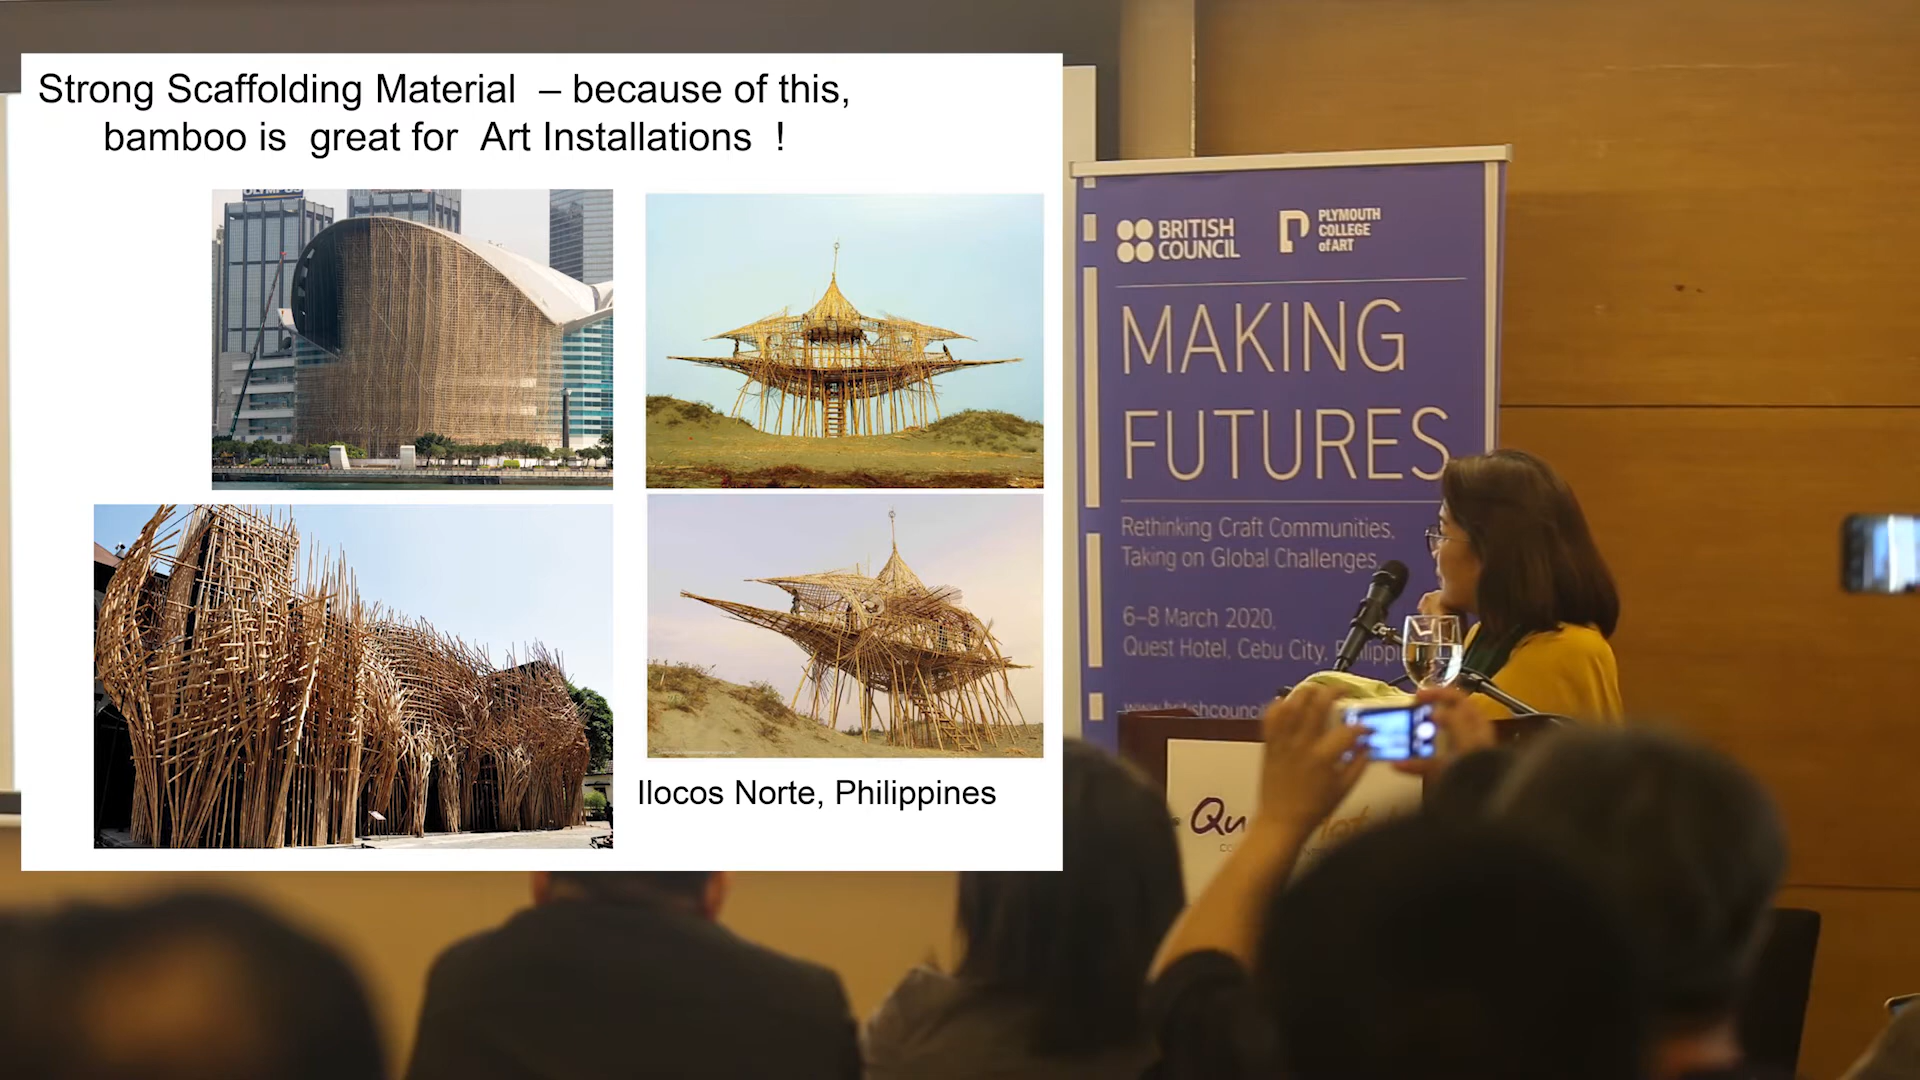 Strong Scaffolding Material – because of this,
bamboo is great for Art Installations !
OLYMPUS
Ilocos Norte, Philippines
BRITISH
COUNCIL
PLYMOUTH
COLLEGE
of ART
MAKING
FUTURES
Rethinking Craft Communities,
Taking on Global Challenges
6–8 March 2020,
Quest Hotel, Cebu City,
Qu